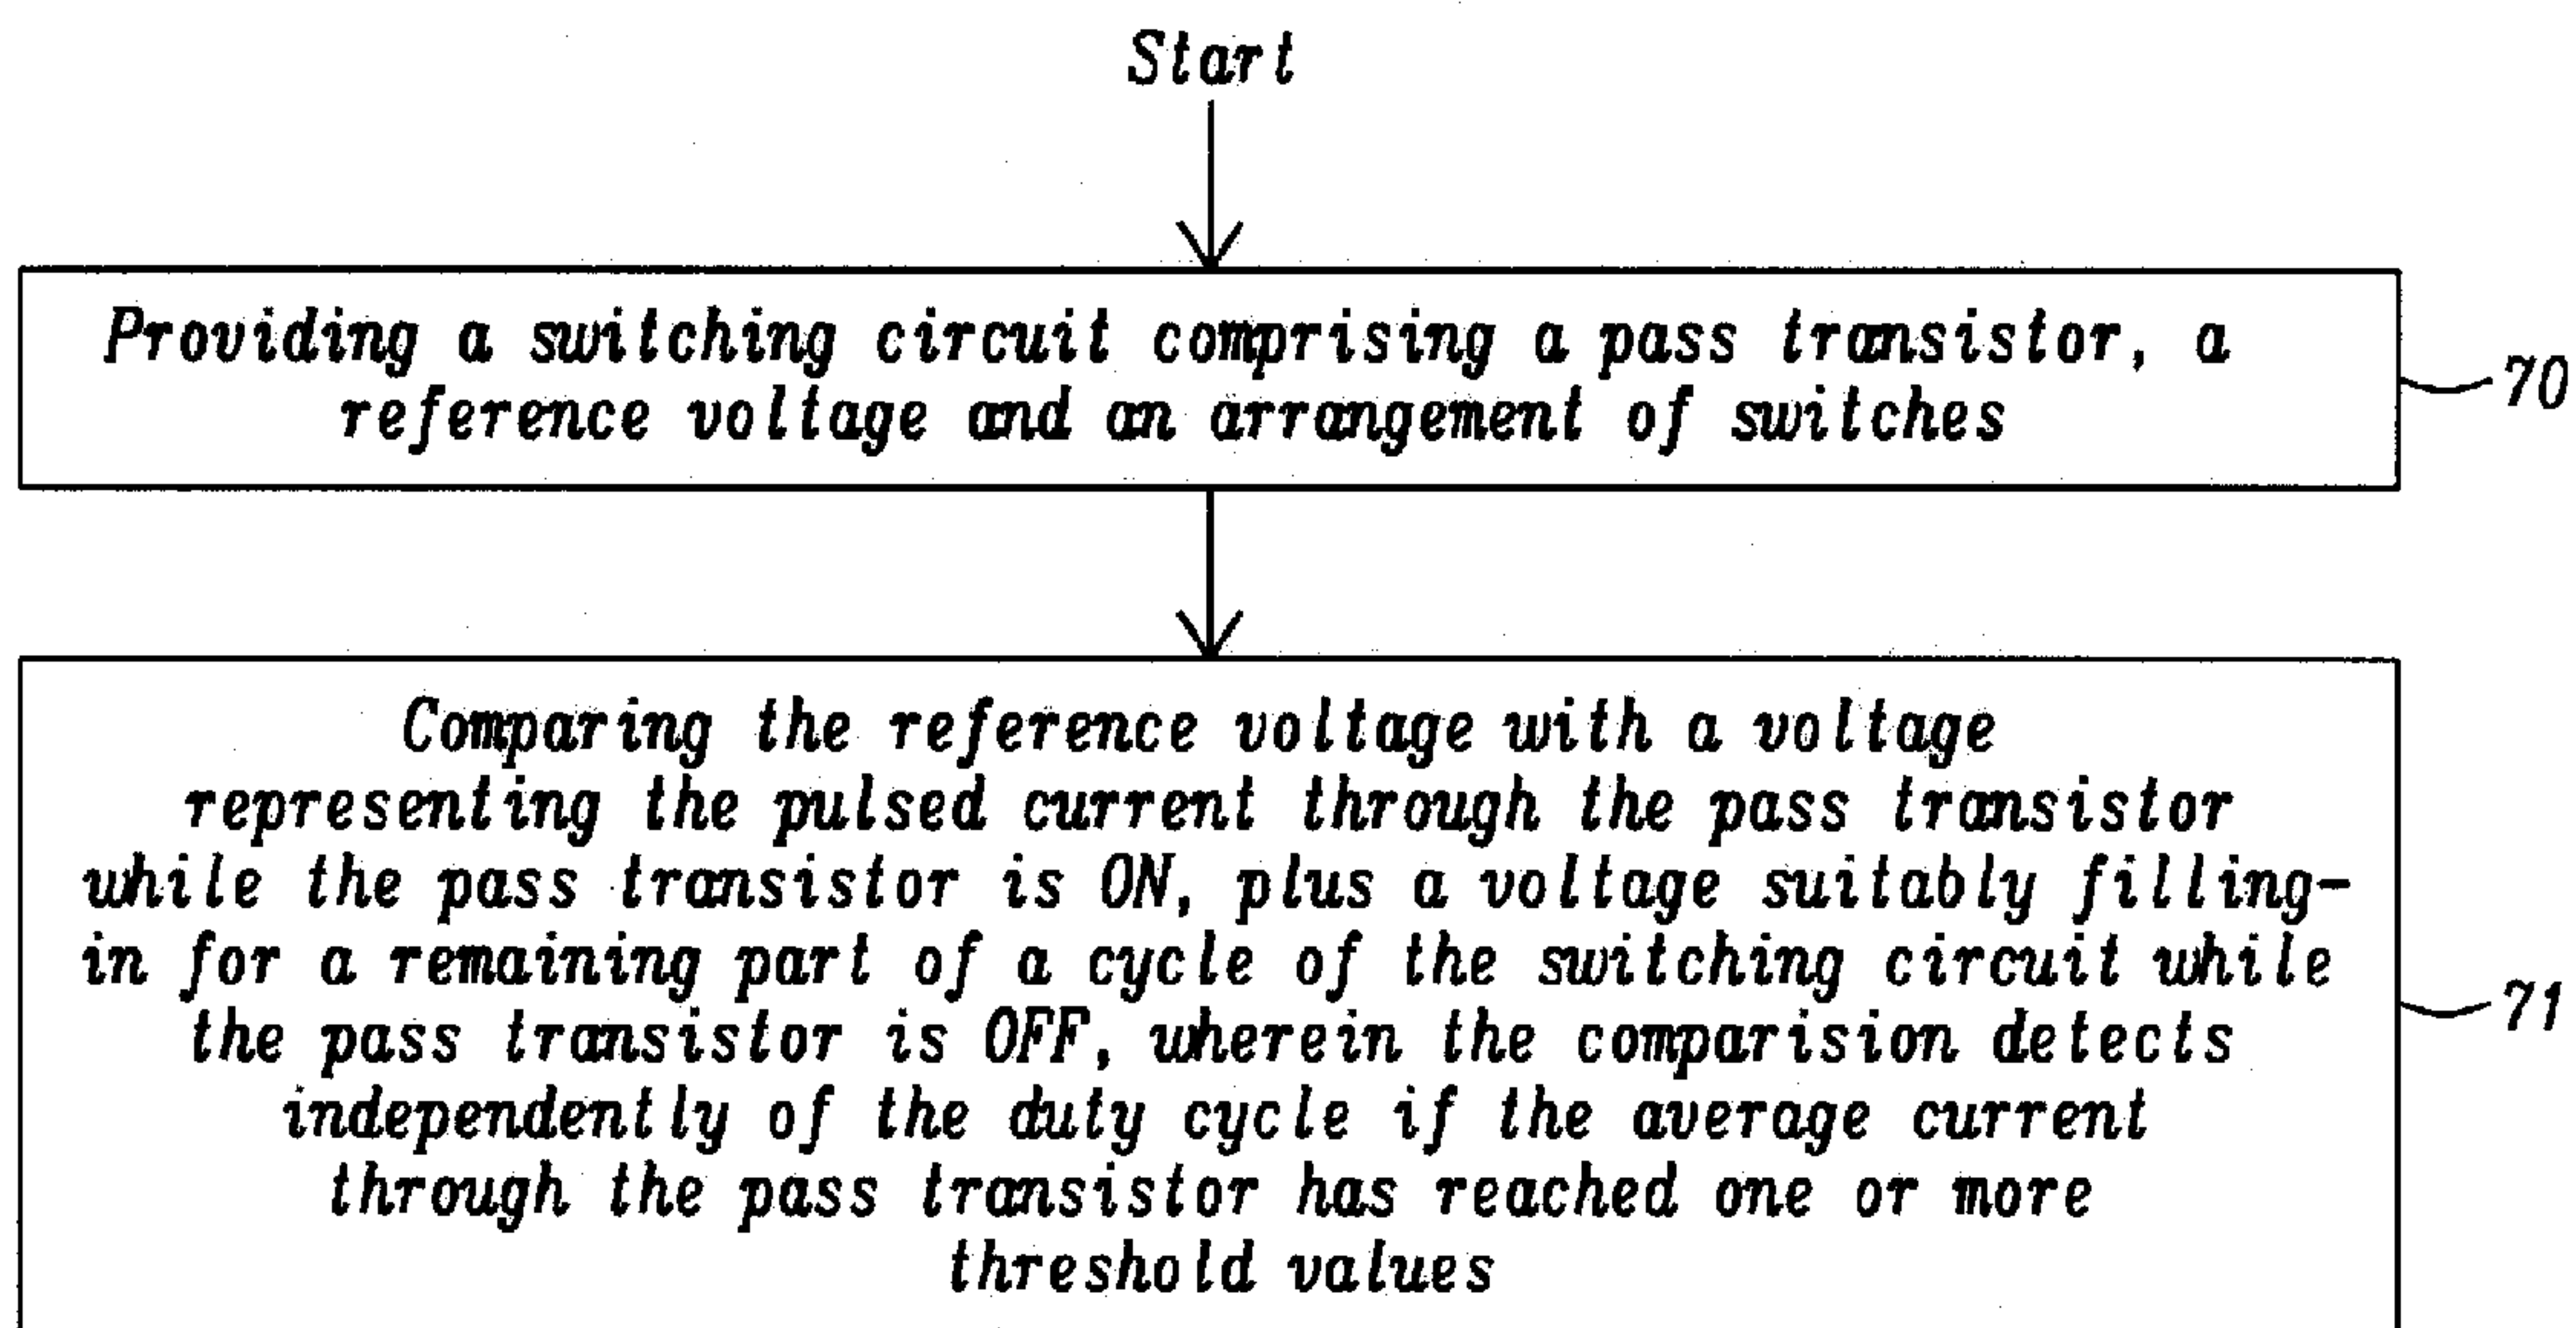 Start
Providing a switching circuit comprising a pass transistor, a
reference voltage and an arrangement of switches
70
Comparing the reference voltage with a voltage
representing the pulsed current through the pass transistor
while the pass transistor is ON, plus a voltage suitably filling-
in for a remaining part of a cycle of the switching circuit while
the pass transistor is OFF, wherein the comparision detects
independently of the duty cycle if the average current
through the pass transistor has reached one or more
threshold values
71